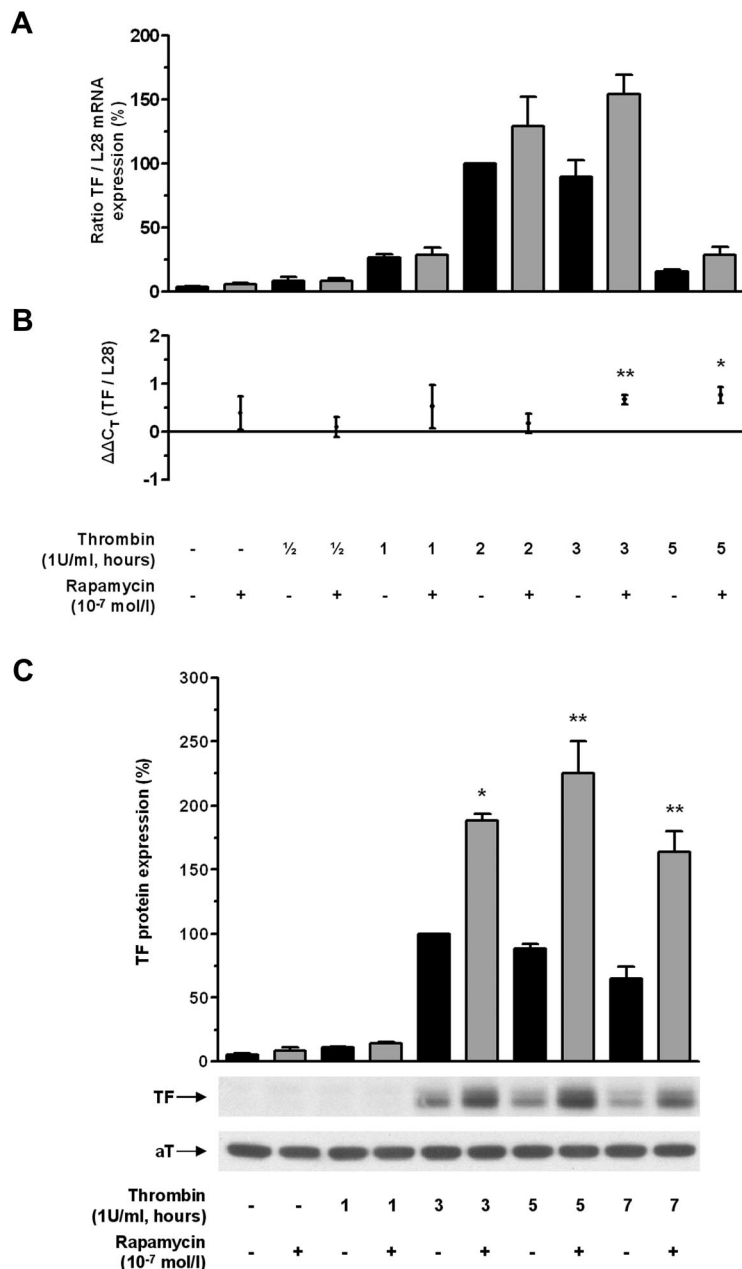 A
Ratio TF / L28 mRNA
expression (%)
200
150
100
50
0
B
ΔΔC_T (TF / L28)
2
1
0
-1
** *
Thrombin
(1U/ml, hours)
- - ½ ½ 1 1 2 2 3 3 5 5
Rapamycin
(10⁻⁷ mol/l)
- + - + - + - + - + - +
C
TF protein expression (%)
300
250
200
150
100
50
0
* ** **
TF
aT
Thrombin
(1U/ml, hours)
- - 1 1 3 3 5 5 7 7
Rapamycin
(10⁻⁷ mol/l)
- + - + - + - + - +